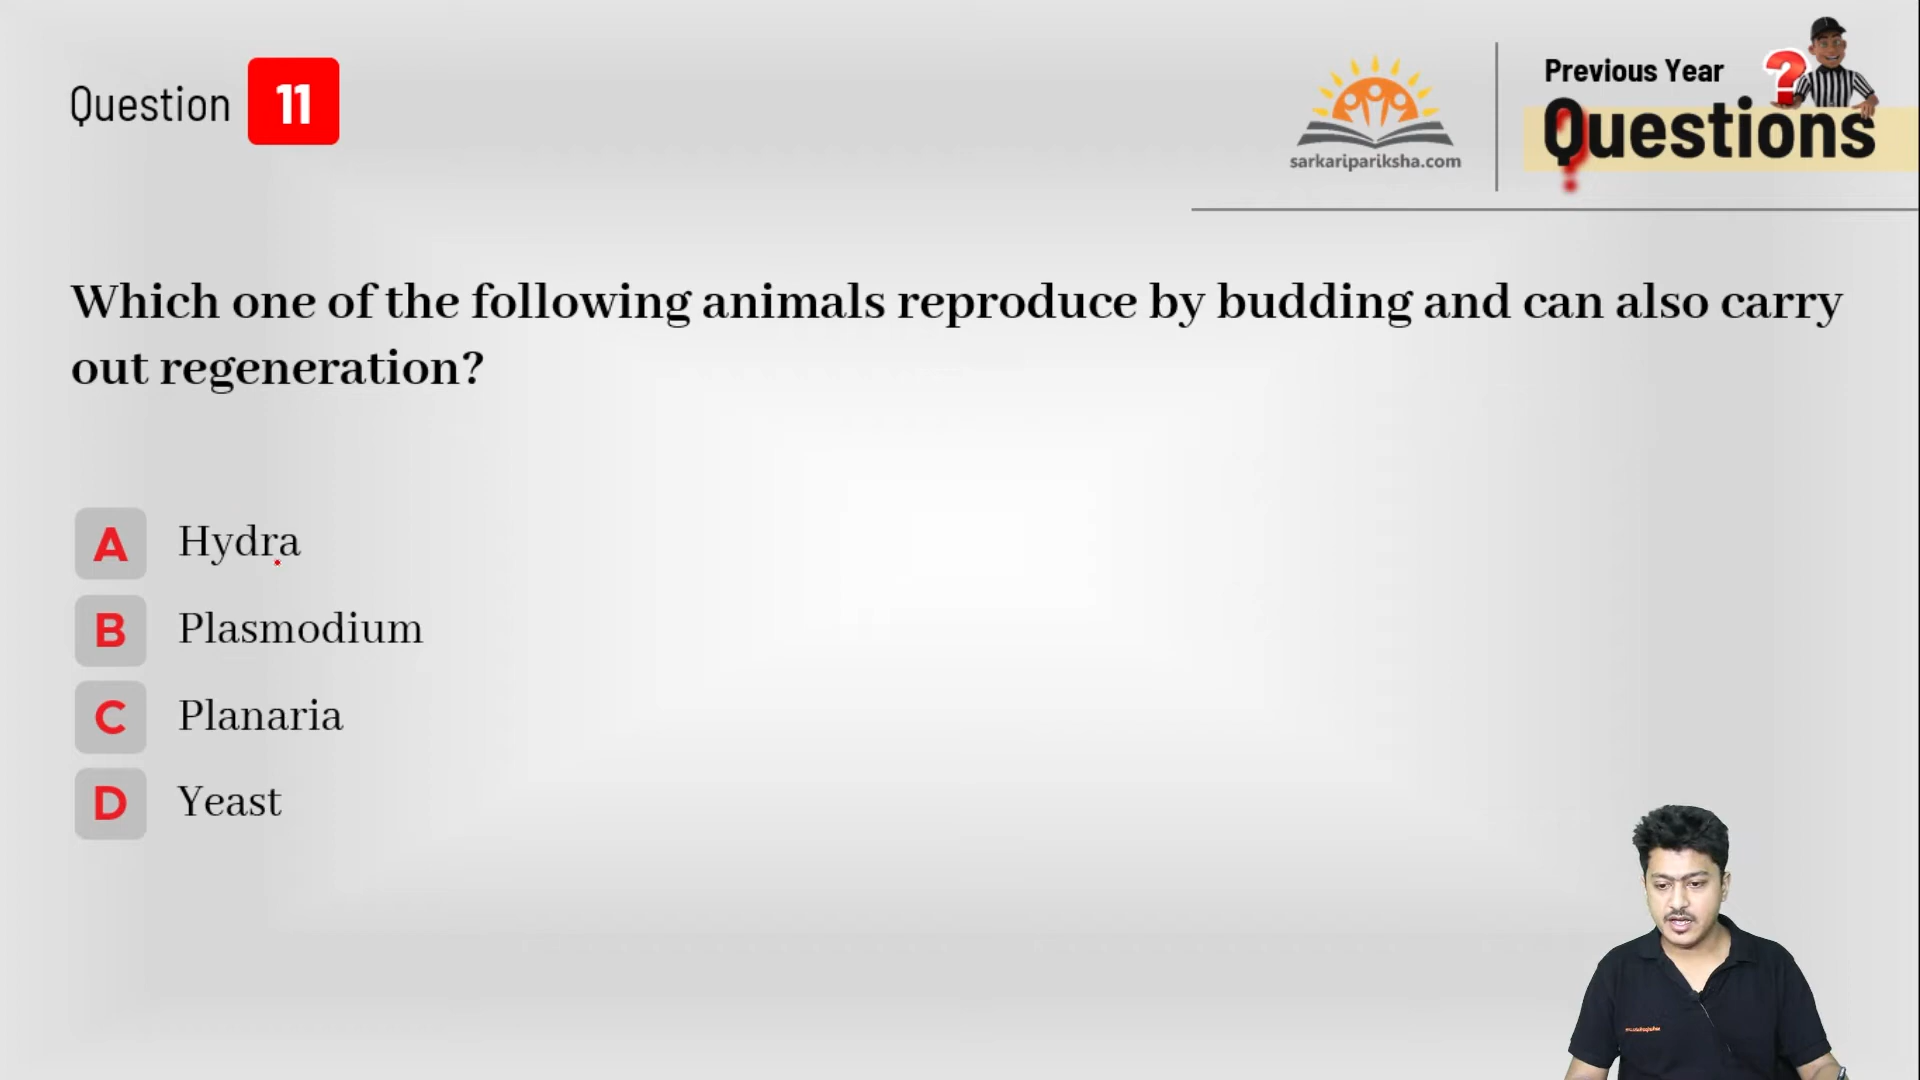 Question 11
sarkaripariksha.com
Previous Year
Questions
Which one of the following animals reproduce by budding and can also carry
out regeneration?
A Hydra
B Plasmodium
C Planaria
D Yeast